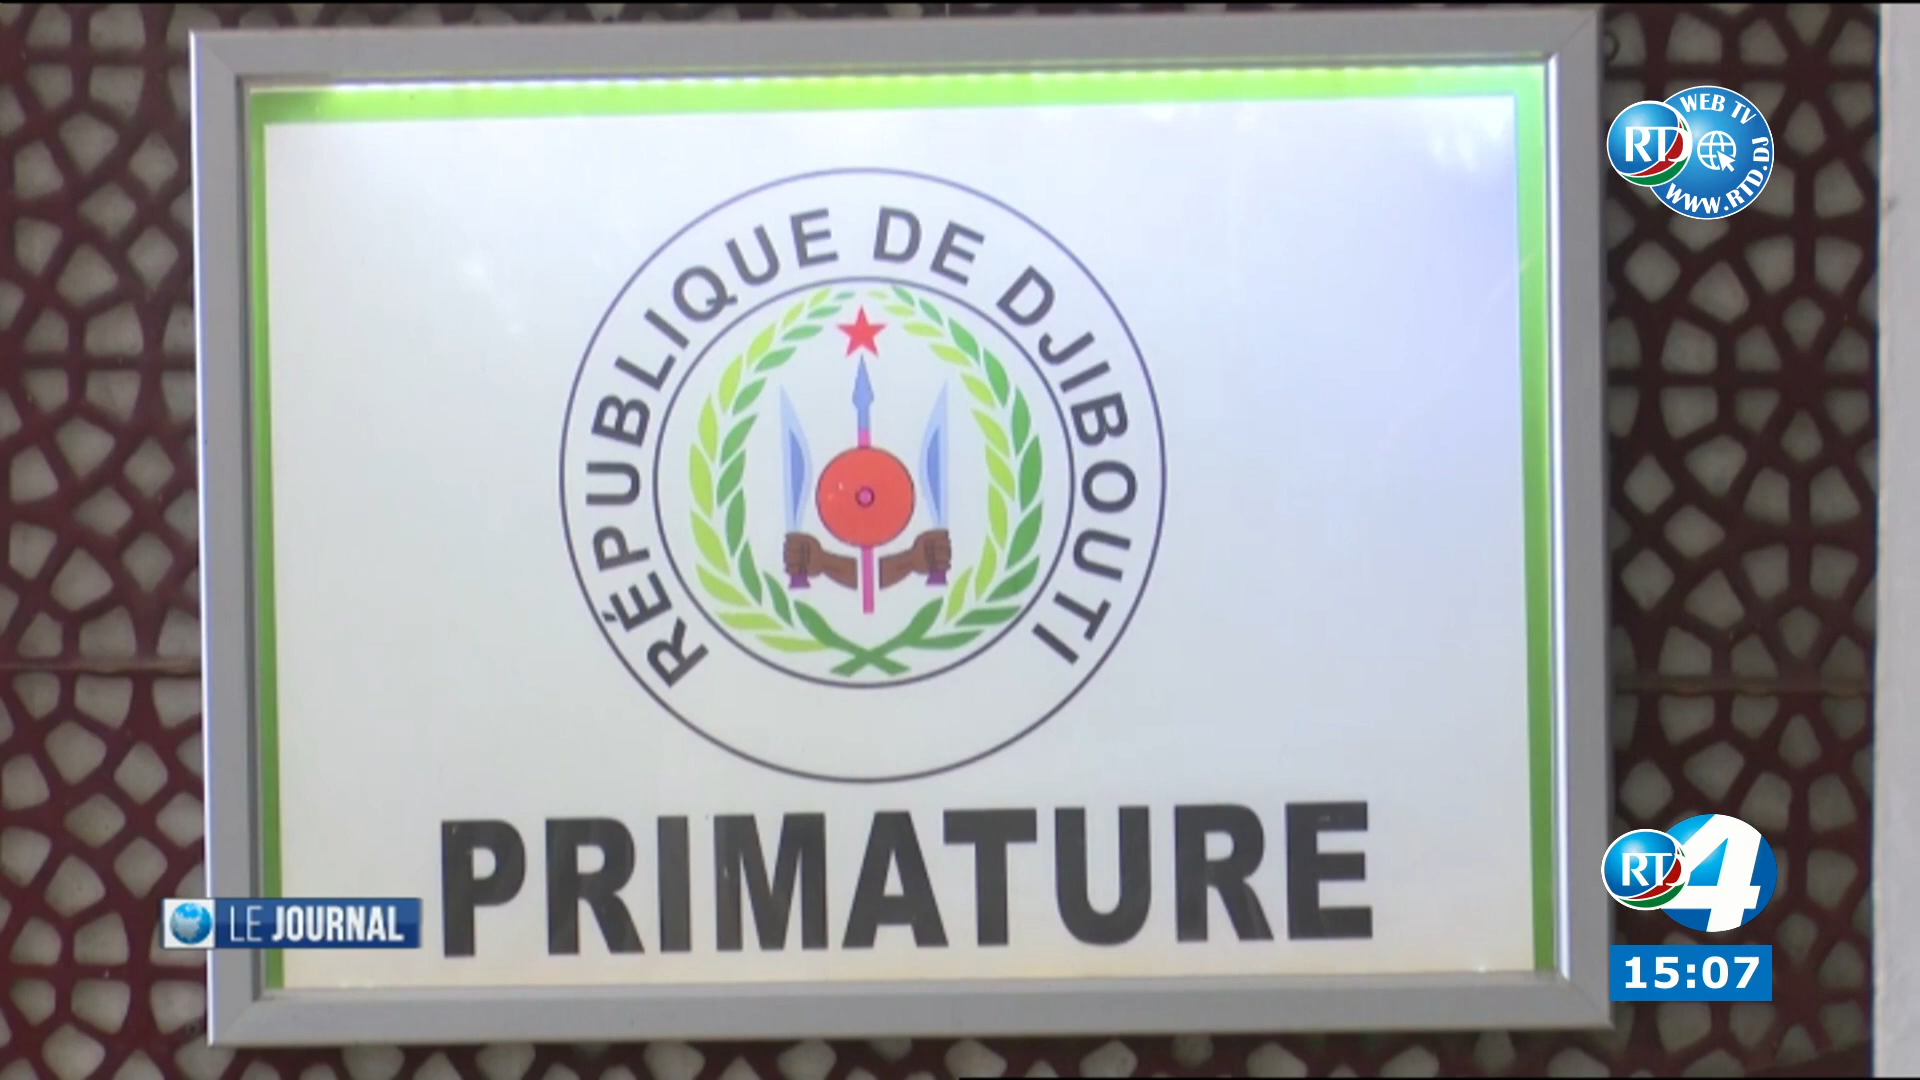 WEB TV
RTD
WWW.RTD.DJ
RÉPUBLIQUE DE DJIBOUTI
PRIMATURE
LE JOURNAL
RTD
4
15:07